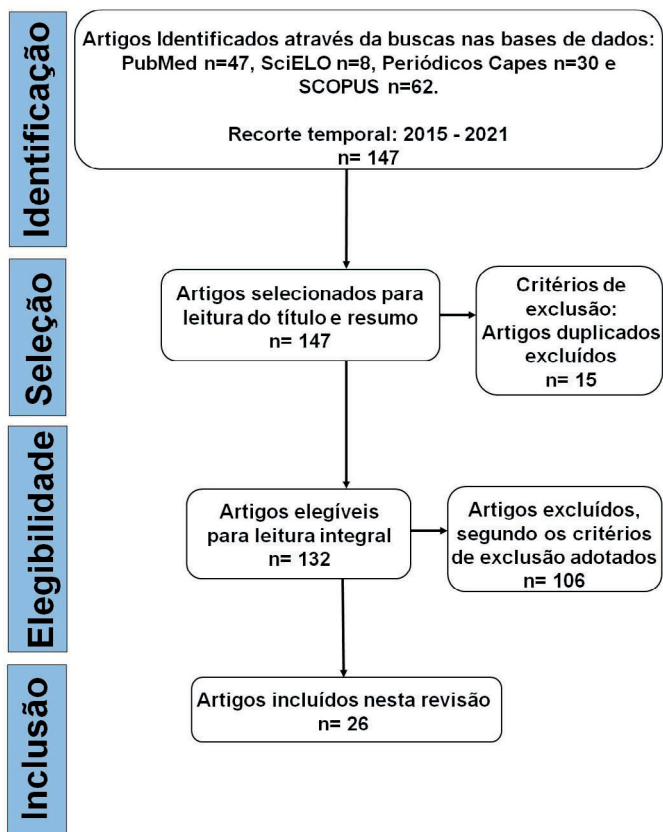 Identificação
Artigos Identificados através da buscas nas bases de dados:
PubMed n=47, SciELO n=8, Periódicos Capes n=30 e
SCOPUS n=62.
Recorte temporal: 2015 - 2021
n= 147
Seleção
Artigos selecionados para
leitura do título e resumo
n= 147
Critérios de
exclusão:
Artigos duplicados
excluídos
n= 15
Elegibilidade
Artigos elegíveis
para leitura integral
n= 132
Artigos excluídos,
segundo os critérios
de exclusão adotados
n= 106
Inclusão
Artigos incluídos nesta revisão
n= 26